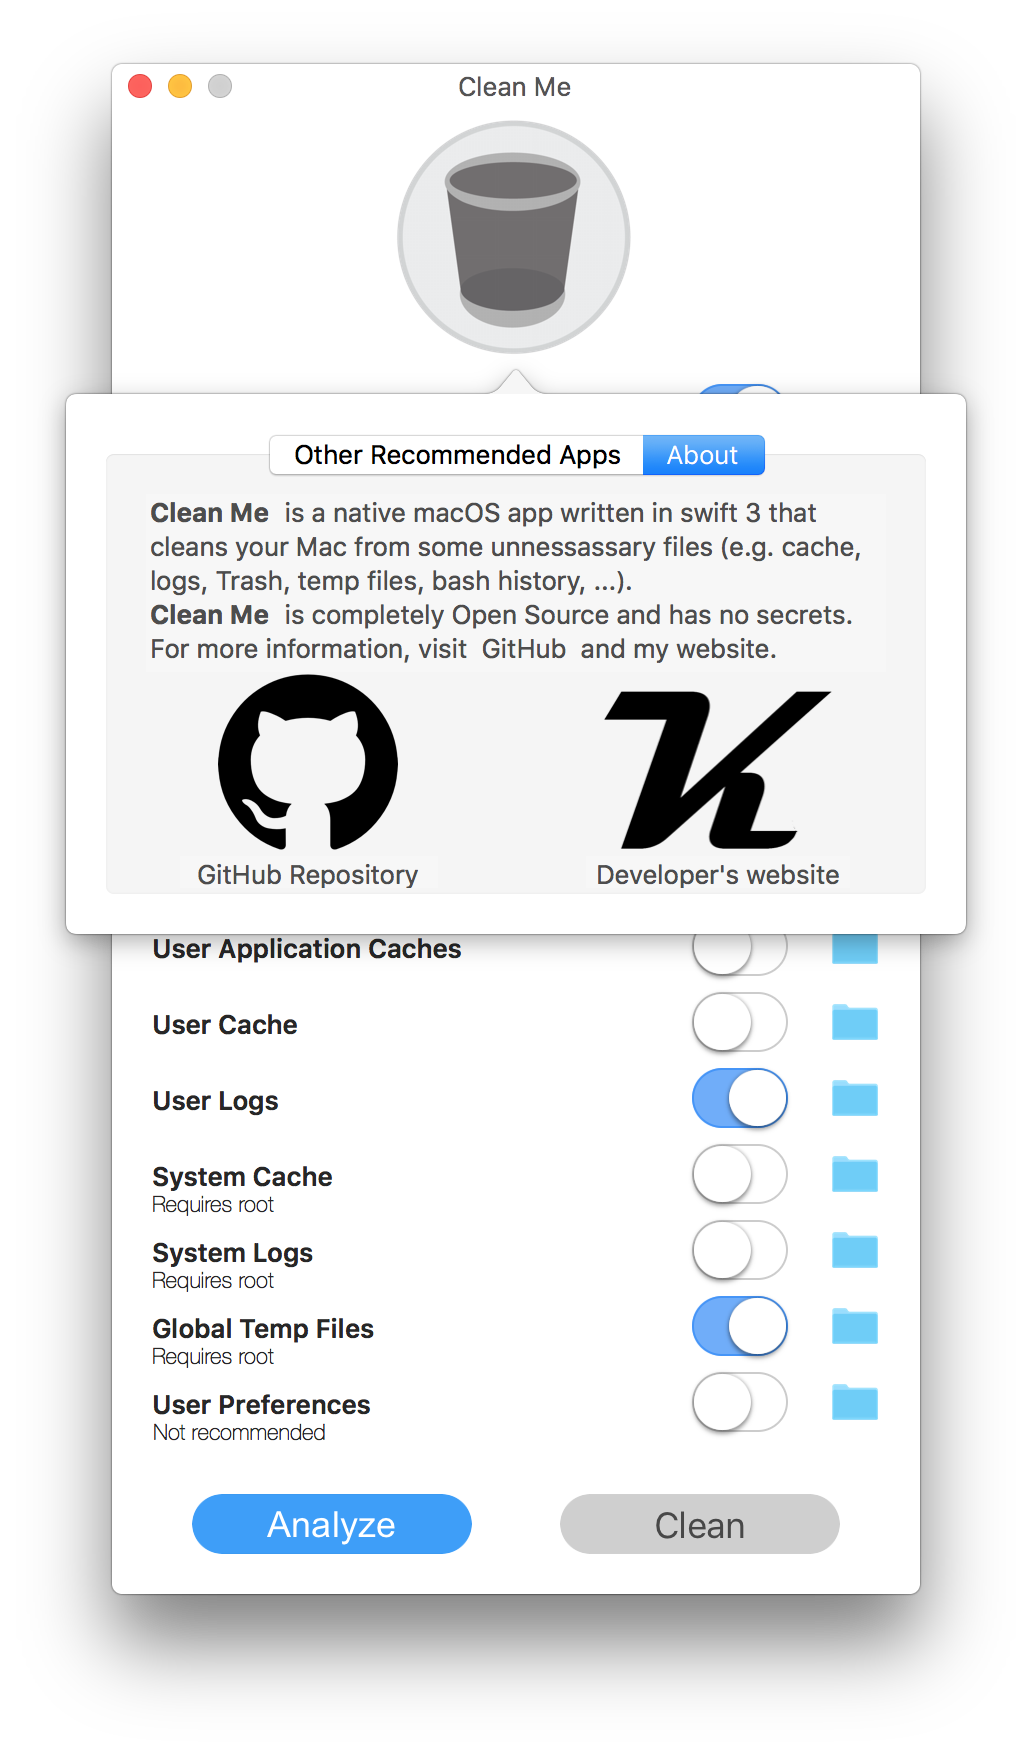 Clean Me
Other Recommended Apps
About
Clean Me is a native macOS app written in swift 3 that
cleans your Mac from some unnessassary files (e.g. cache,
logs, Trash, temp files, bash history, ...).
Clean Me is completely Open Source and has no secrets.
For more information, visit GitHub and my website.
GitHub Repository
Developer's website
User Application Caches
User Cache
User Logs
System Cache
Requires root
System Logs
Requires root
Global Temp Files
Requires root
User Preferences
Not recommended
Analyze
Clean